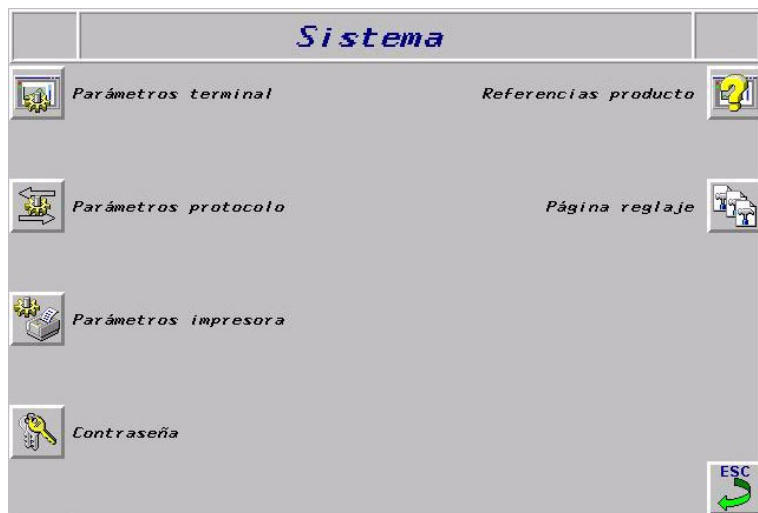 Sistema
Parámetros terminal
Referencias producto
Parámetros protocolo
Página reglaje
Parámetros impresora
Contraseña
ESC